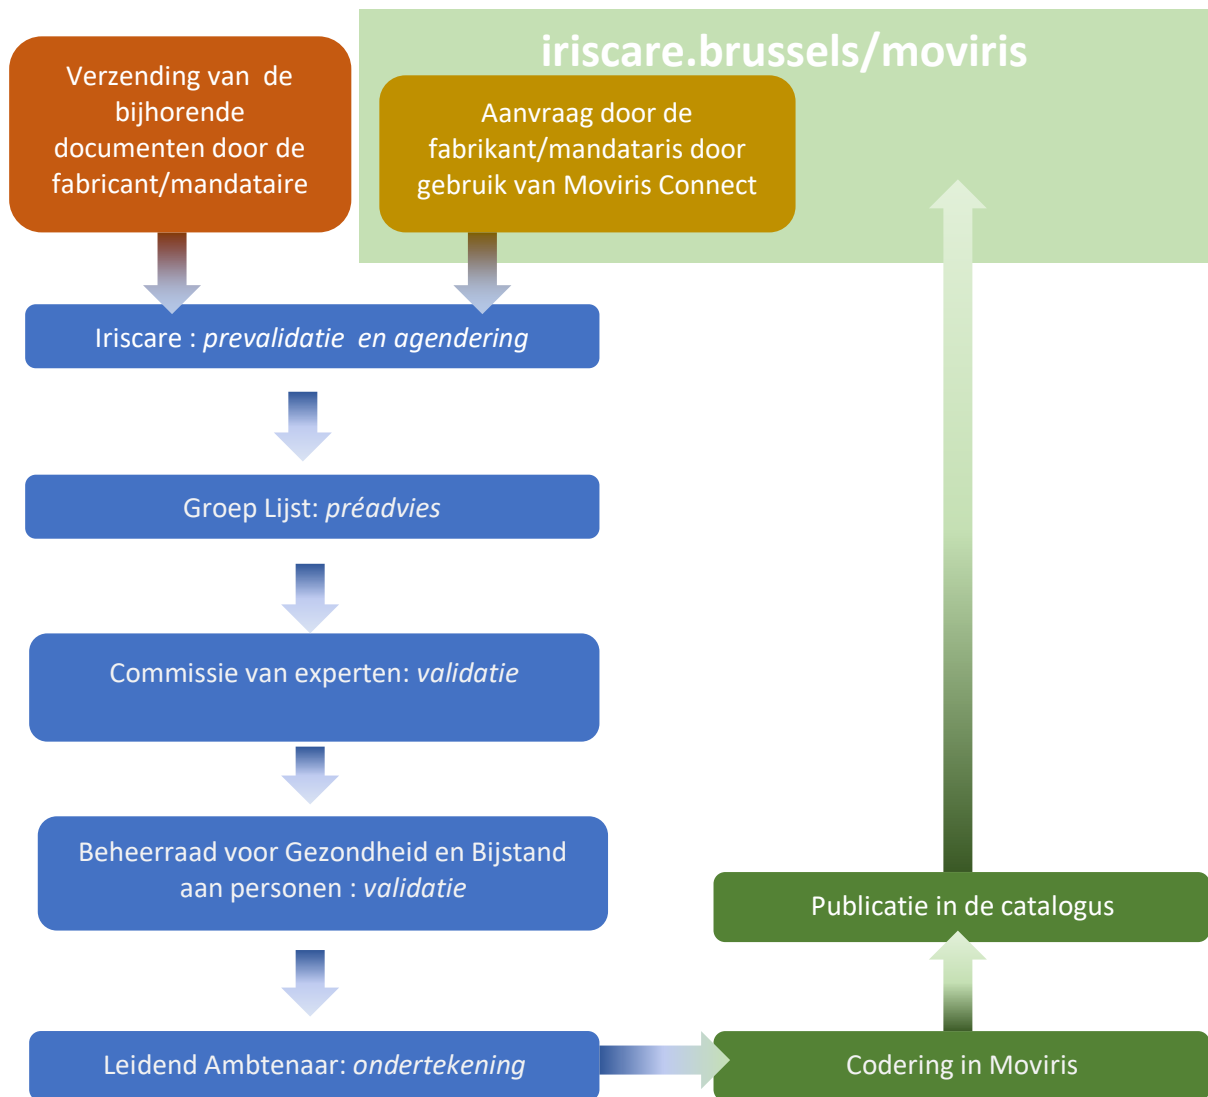 iriscare.brussels/moviris
Verzending van de
bijhorende
documenten door de
fabricant/mandataire
Aanvraag door de
fabrikant/mandataris door
gebruik van Moviris Connect
Iriscare : prevalidatie en agendering
Groep Lijst: préadvies
Commissie van experten: validatie
Beheerraad voor Gezondheid en Bijstand
aan personen : validatie
Leidend Ambtenaar: ondertekening
Codering in Moviris
Publicatie in de catalogus